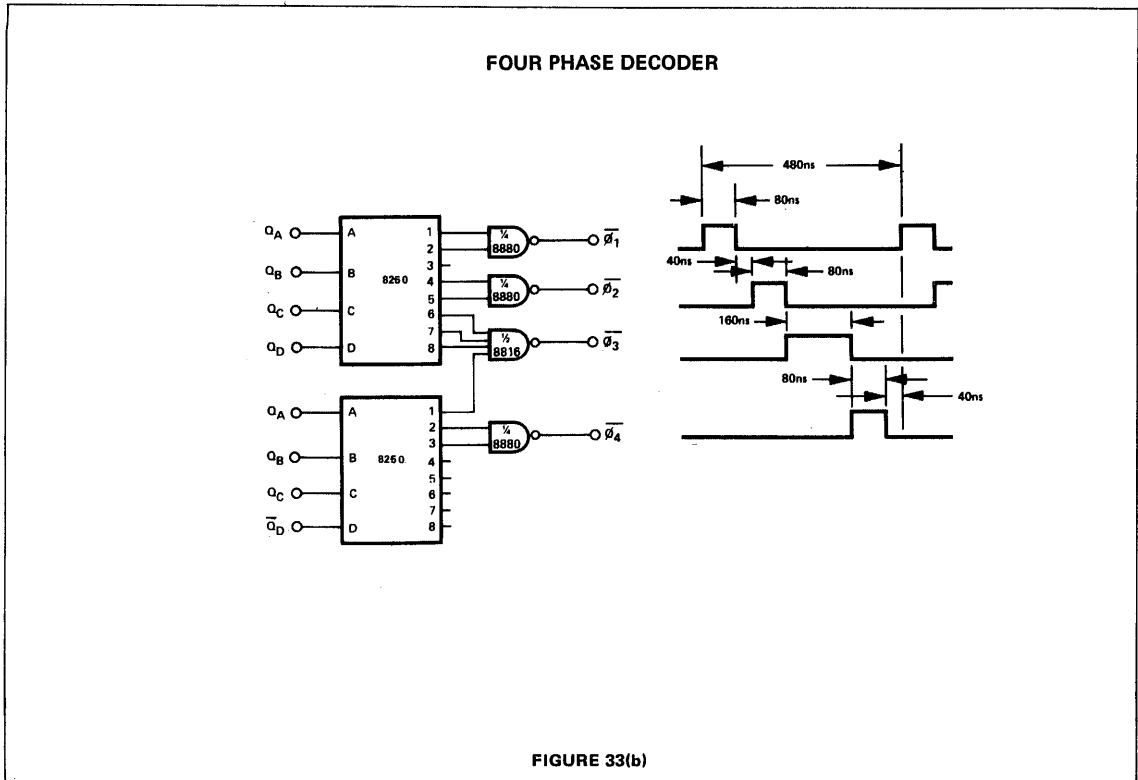 FOUR PHASE DECODER
480ns
80ns
40ns
80ns
160ns
80ns
40ns
QA
QB
QC
QD
A
B
C
D
8250
1
2
3
4
5
6
7
8
¼
8880
¼
8880
½
8816
ø1
ø2
ø3
QA
QB
QC
QD
A
B
C
D
8250
1
2
3
4
5
6
7
8
¼
8880
ø4
FIGURE 33(b)